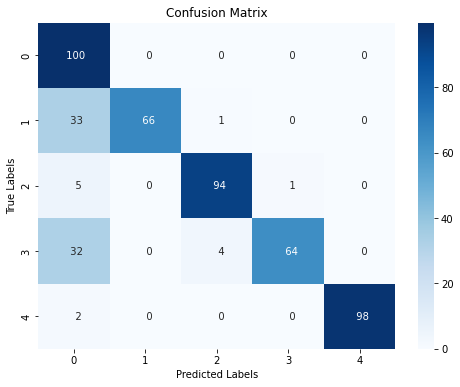 Confusion Matrix
True Labels
0 100 0 0 0 0
1 33 66 1 0 0
2 5 0 94 1 0
3 32 0 4 64 0
4 2 0 0 0 98
0 1 2 3 4
Predicted Labels
80
60
40
20
0